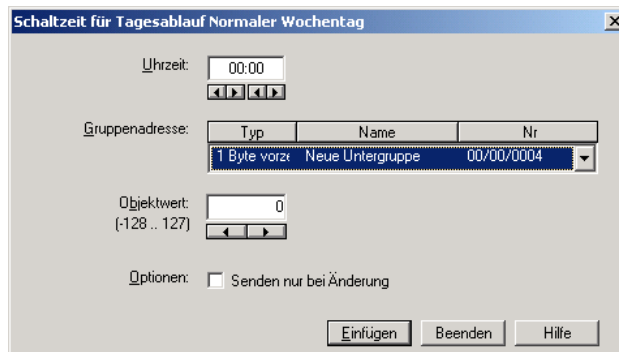 Schaltzeit für Tagesablauf Normaler Wochentag
Uhrzeit: 00:00
Gruppenadresse: Typ Name Nr
1 Byte vorze Neue Untergruppe 00/00/0004
Objektwert: 0
(-128 .. 127)
Optionen: Senden nur bei Änderung
Einfügen Beenden Hilfe